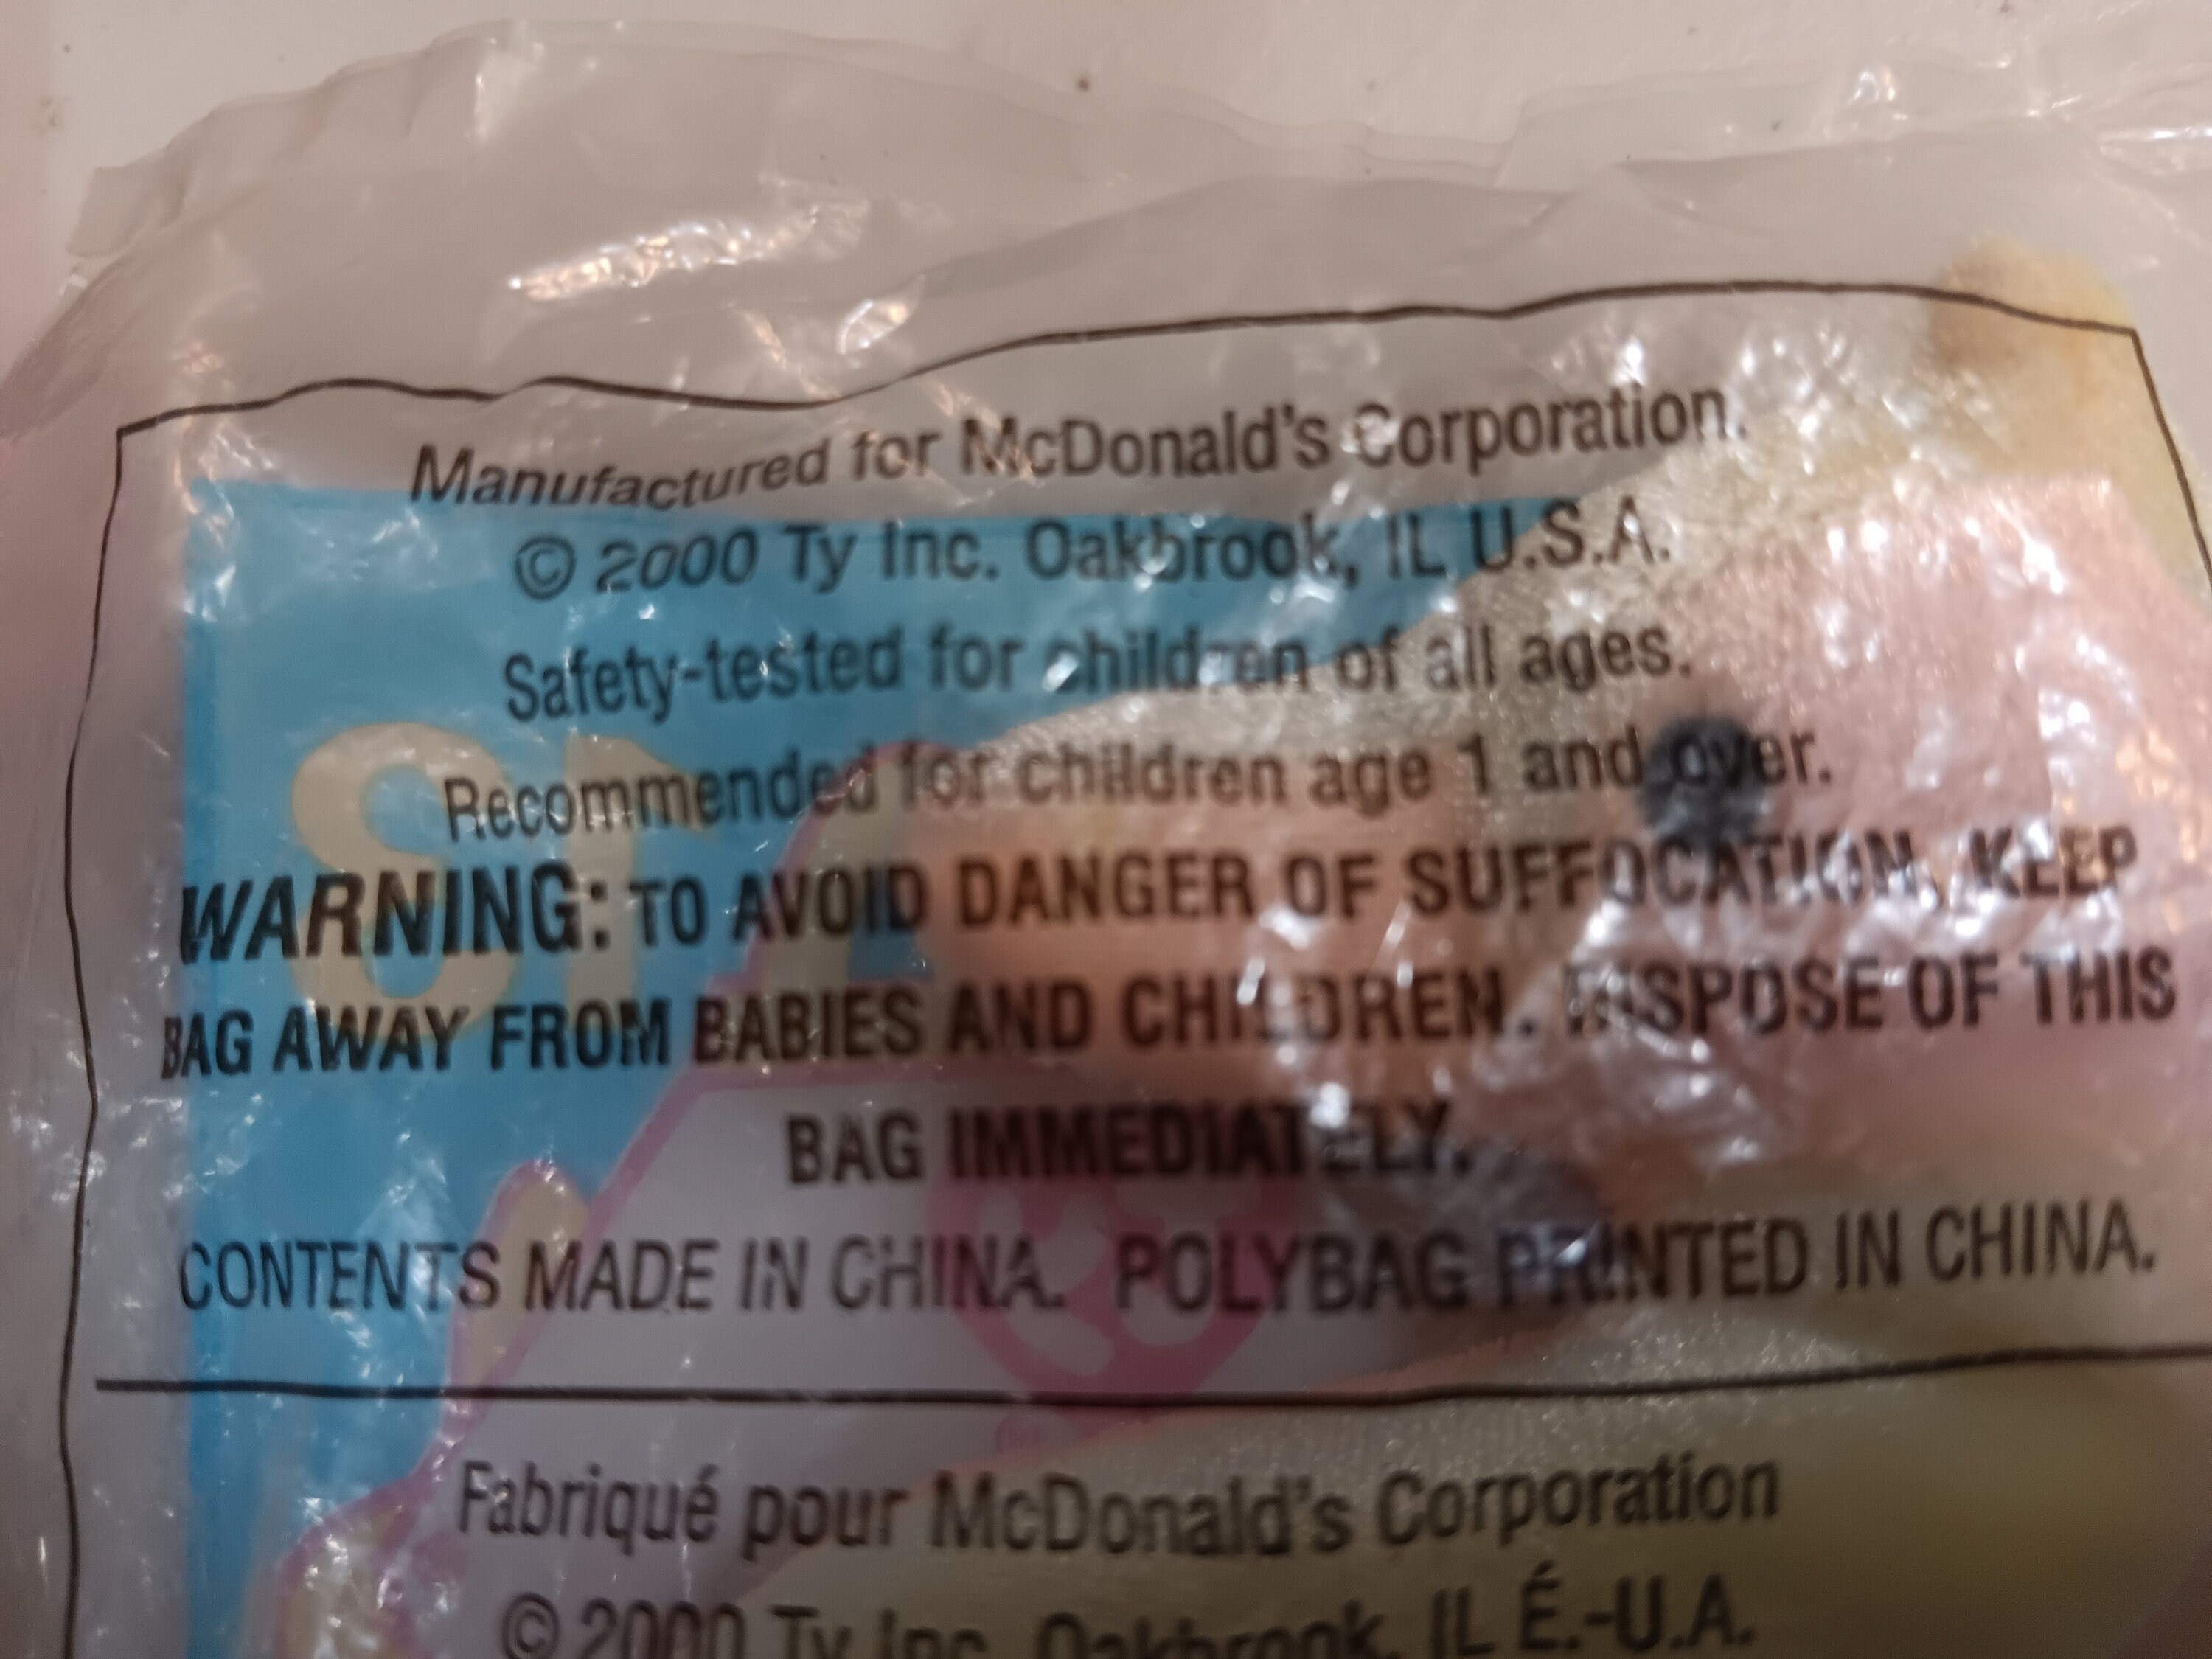 Manufactured for McDonald's Corporation.
© 2000 Ty Inc. Oakbrook, IL U.S.A.
Safety-tested for children of all ages.
Recommended for children age 1 and over.
WARNING: TO AVOID DANGER OF SUFFOCATION, KEEP
BAG AWAY FROM BABIES AND CHILDREN. DISPOSE OF THIS
BAG IMMEDIATELY.
CONTENTS MADE IN CHINA. POLYBAG PRINTED IN CHINA.
Fabriqué pour McDonald's Corporation
© 2000 Ty Inc. Oakbrook, IL É.-U.A.